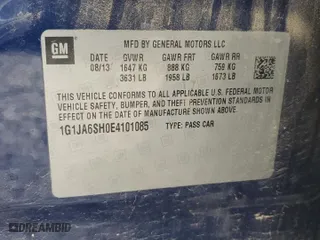 GM
MFD BY GENERAL MOTORS LLC
DATE GVWR GAWR FRT GAWR RR
08/13 1647 KG 888 KG 759 KG
3631 LB 1958 LB 1673 LB
THIS VEHICLE CONFORMS TO ALL APPLICABLE U.S. FEDERAL MOTOR
VEHICLE SAFETY, BUMPER, AND THEFT PREVENTION STANDARDS
IN EFFECT ON THE DATE OF MANUFACTURE SHOWN ABOVE.
1G1JA6SH0E4101085 TYPE: PASS CAR
DREAMBID